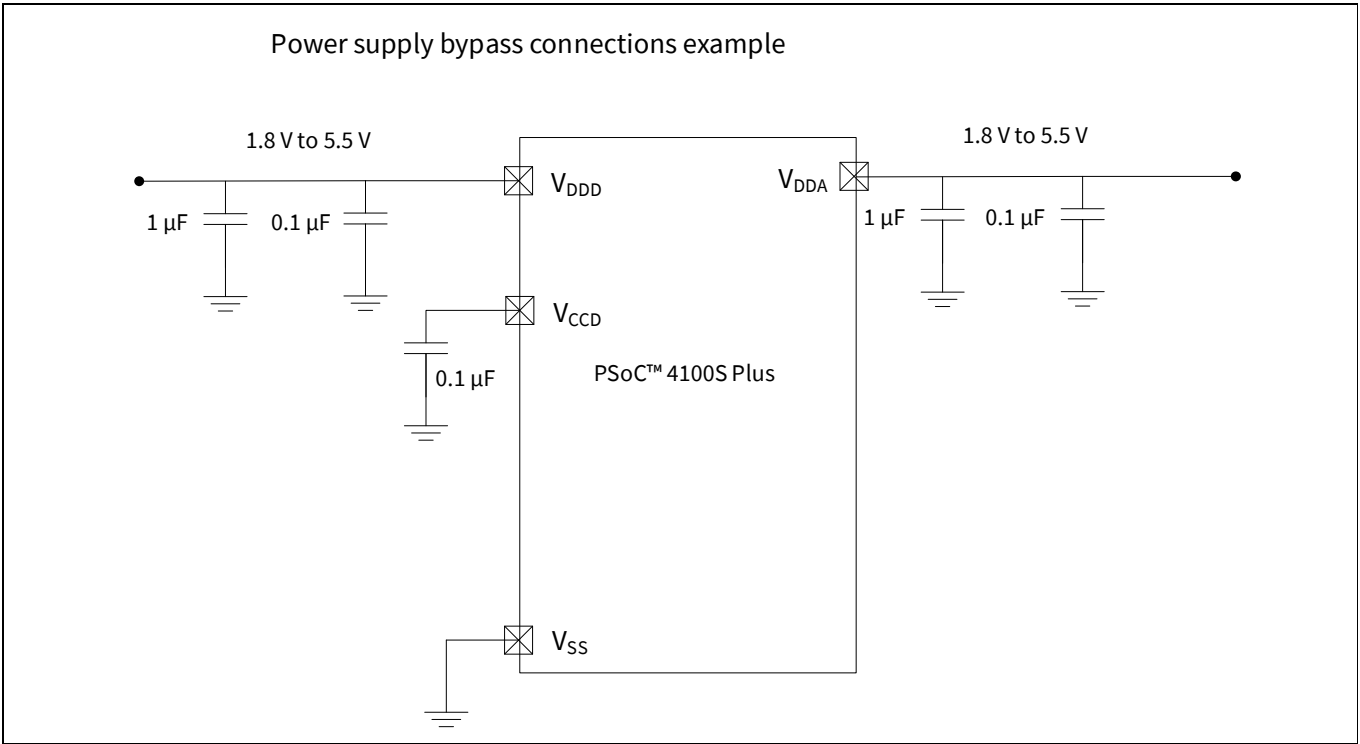 Power supply bypass connections example
1.8 V to 5.5 V
1.8 V to 5.5 V
VDDD
VDDA
1 µF
0.1 µF
1 µF
0.1 µF
VCCD
0.1 µF
PSoC™ 4100S Plus
VSS